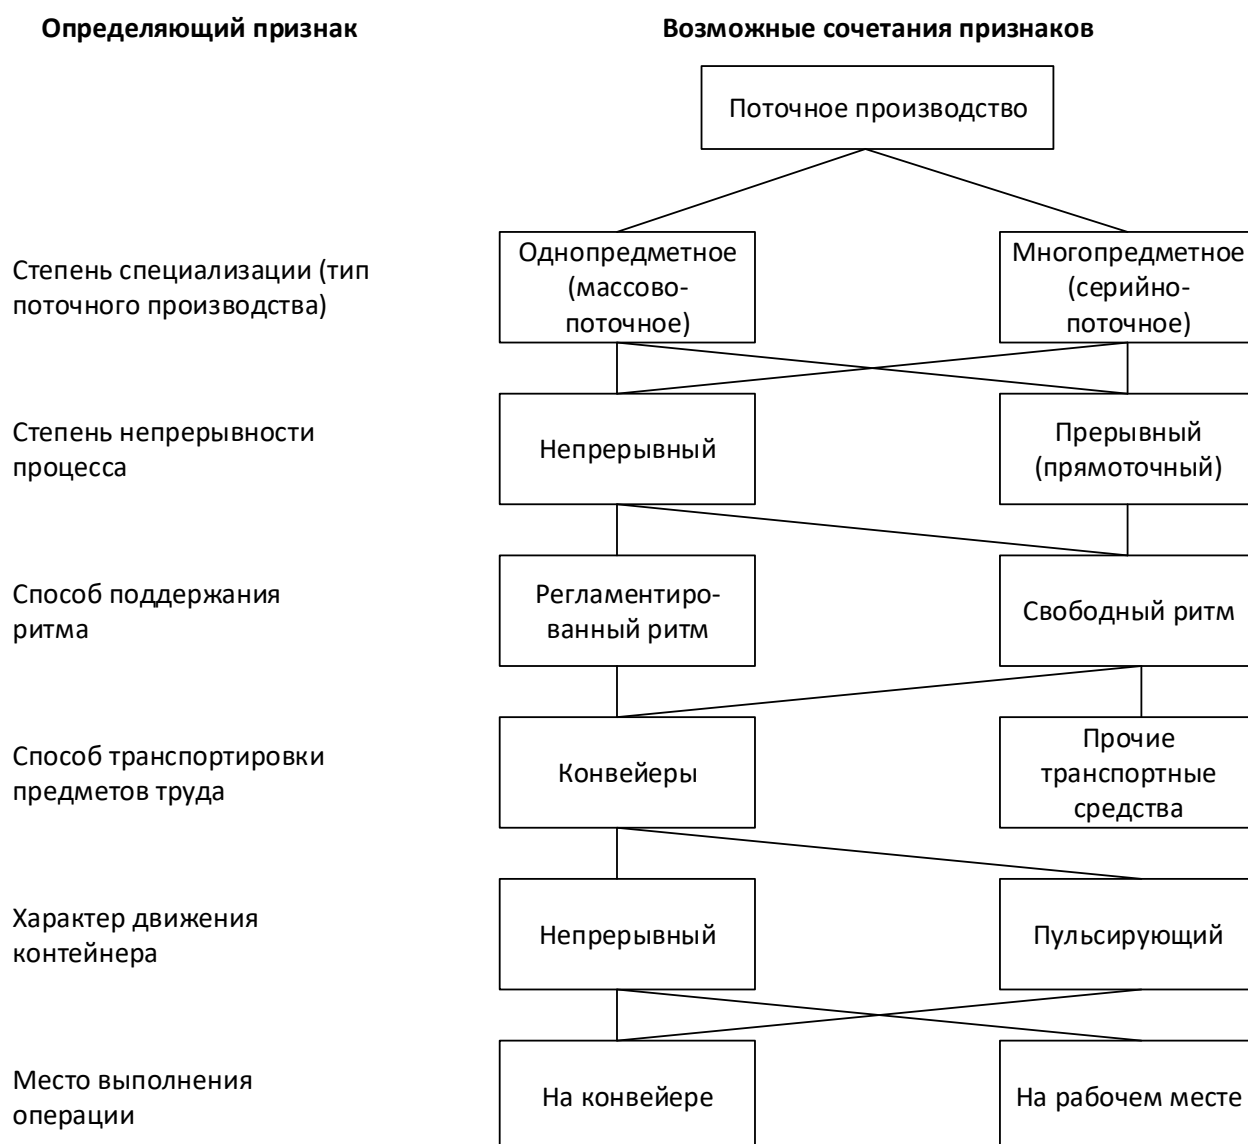 Определяющий признак
Возможные сочетания признаков
Поточное производство
Степень специализации (тип
поточного производства)
Однопредметное
(массово-
поточное)
Многопредметное
(серийно-
поточное)
Степень непрерывности
процесса
Непрерывный
Прерывный
(прямоточный)
Способ поддержания
ритма
Регламентиро-
ванный ритм
Свободный ритм
Способ транспортировки
предметов труда
Конвейеры
Прочие
транспортные
средства
Характер движения
контейнера
Непрерывный
Пульсирующий
Место выполнения
операции
На конвейере
На рабочем месте